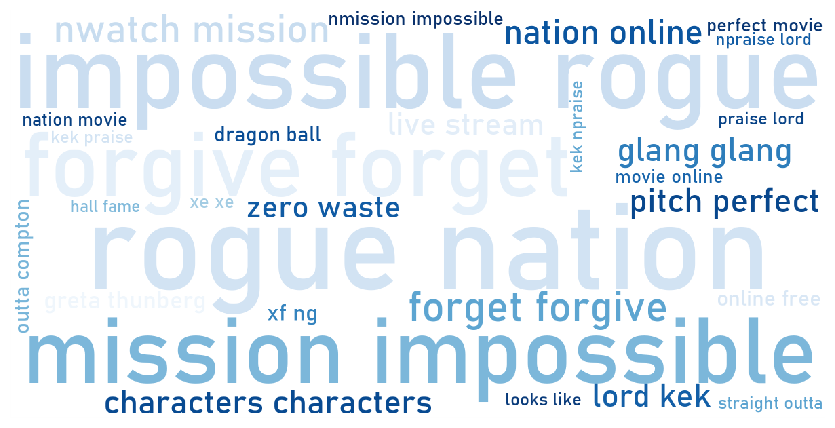 nwatch mission
nmission impossible
nation online
perfect movie
npraise lord
impossible rogue
nation movie
kek praise
dragon ball
live stream
kek npraise
praise lord
forgive forget
glang glang
movie online
hall fame
xe xe
zero waste
pitch perfect
outta compton
rogue nation
greta thunberg
xf ng
forget forgive
online free
mission impossible
characters characters
looks like
lord kek
straight outta